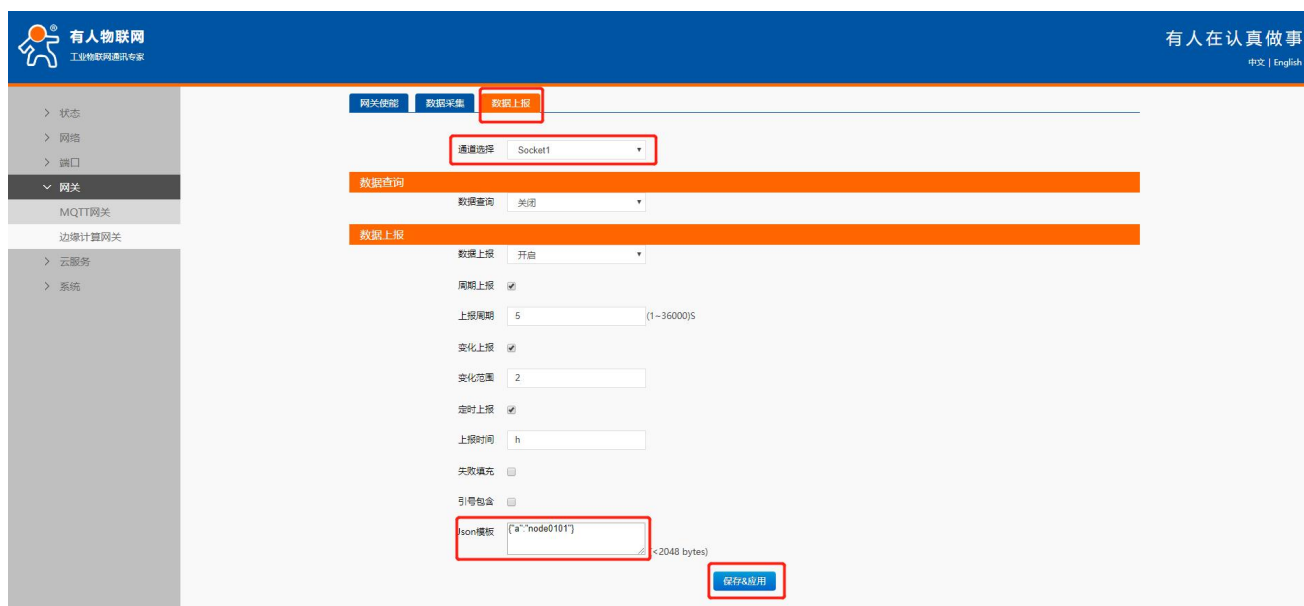 有人物联网
工业物联网通讯专家
有人在认真做事
中文 | English
状态
网络
端口
网关
MQTT网关
边缘计算网关
云服务
系统
网关使能 数据采集 数据上报
通道选择 Socket1
数据查询
数据查询 关闭
数据上报
数据上报 开启
周期上报
上报周期 5 (1~36000)S
变化上报
变化范围 2
定时上报
上报时间 h
失败填充
引号包含
Json模板 {"a":"node0101"}
<2048 bytes)
保存&应用